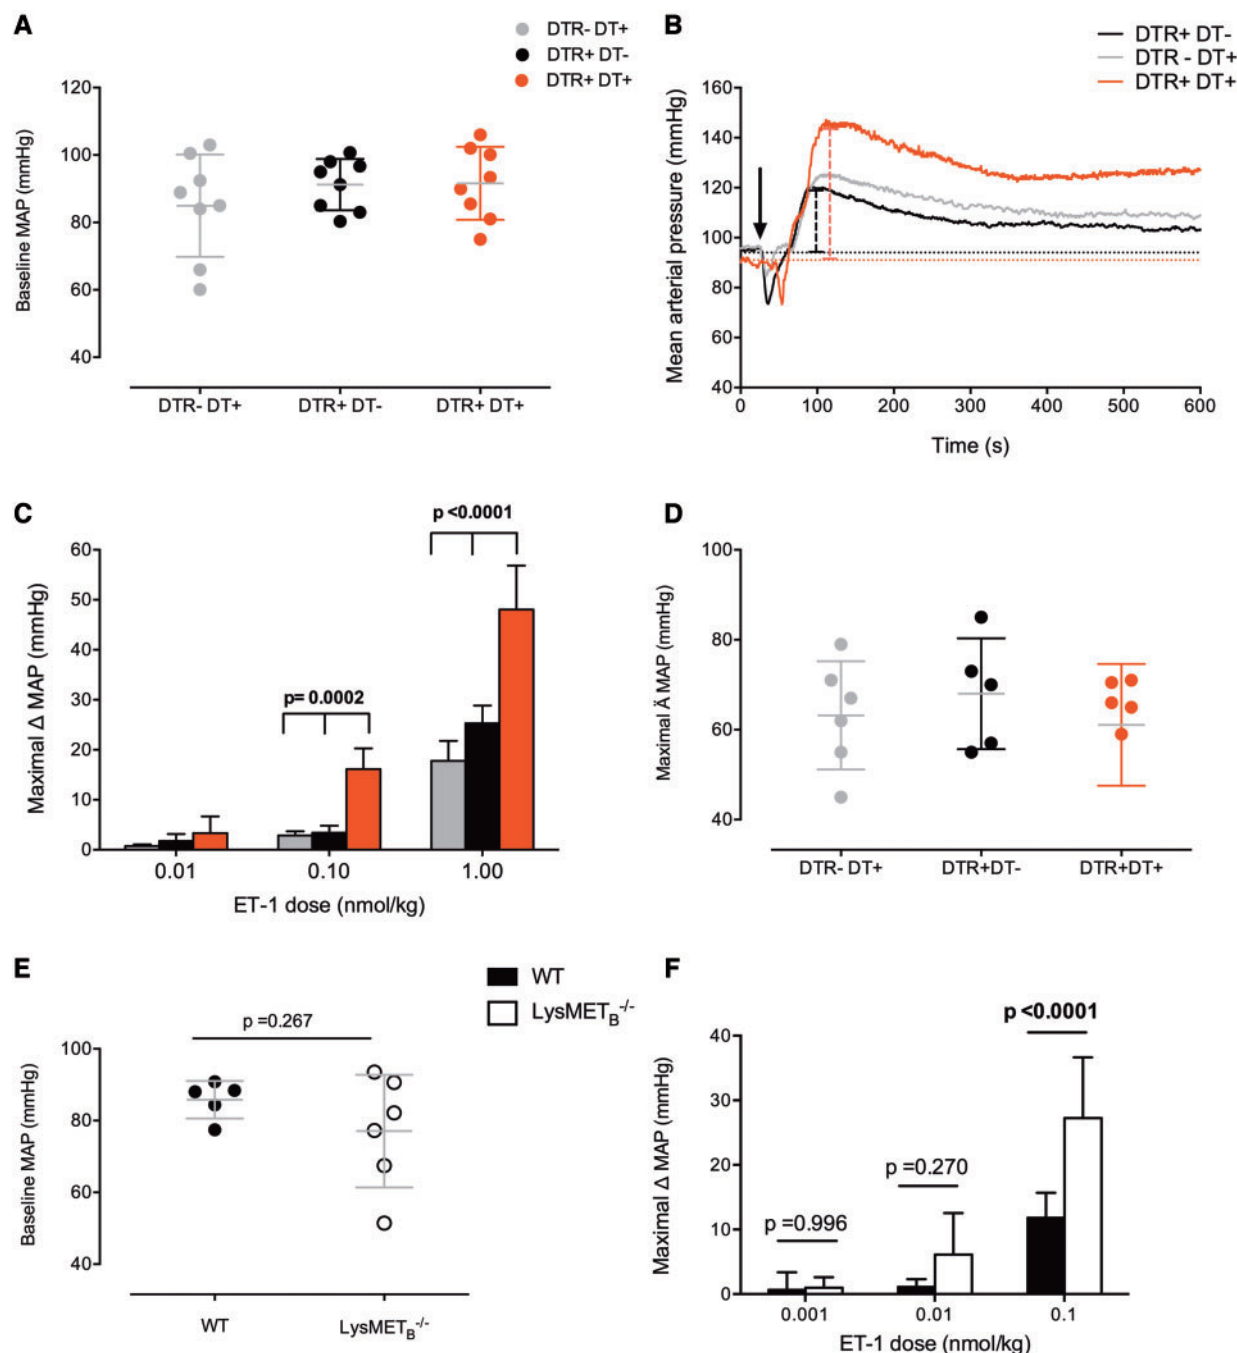 A
DTR- DT+
DTR+ DT-
DTR+ DT+
Baseline MAP (mmHg)
120
100
80
60
40
DTR- DT+
DTR+ DT-
DTR+ DT+
B
DTR+ DT-
DTR - DT+
DTR+ DT+
Mean arterial pressure (mmHg)
160
140
120
100
80
60
40
0
100
200
300
400
500
600
Time (s)
C
p <0.0001
p= 0.0002
Maximal Δ MAP (mmHg)
60
50
40
30
20
10
0
0.01
0.10
1.00
ET-1 dose (nmol/kg)
D
Maximal Ä MAP (mmHg)
100
80
60
40
DTR- DT+
DTR+DT-
DTR+DT+
E
WT
LysMET_B^-/-
p =0.267
Baseline MAP (mmHg)
100
80
60
40
WT
LysMET_B^-/-
F
p <0.0001
p =0.270
p =0.996
Maximal Δ MAP (mmHg)
40
30
20
10
0
0.001
0.01
0.1
ET-1 dose (nmol/kg)